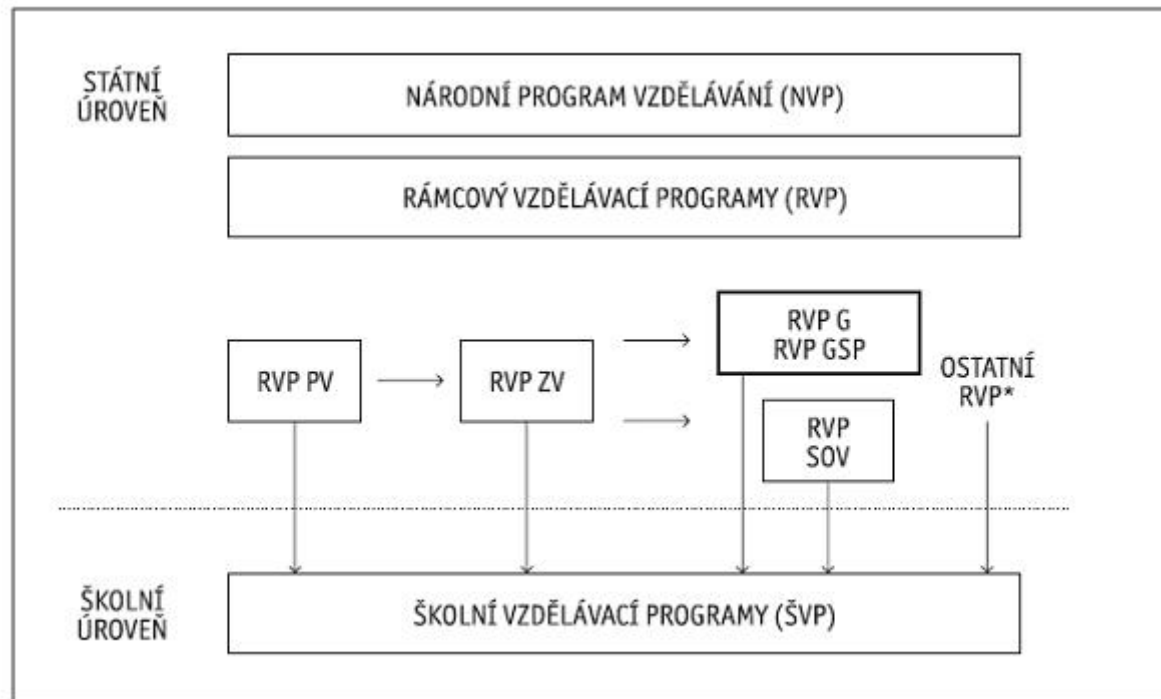 STÁTNÍ
ÚROVEŇ
NÁRODNÍ PROGRAM VZDĚLÁVÁNÍ (NVP)
RÁMCOVÝ VZDĚLÁVACÍ PROGRAMY (RVP)
RVP PV
RVP ZV
RVP G
RVP GSP
RVP
SOV
OSTATNÍ
RVP*
ŠKOLNÍ
ÚROVEŇ
ŠKOLNÍ VZDĚLÁVACÍ PROGRAMY (ŠVP)